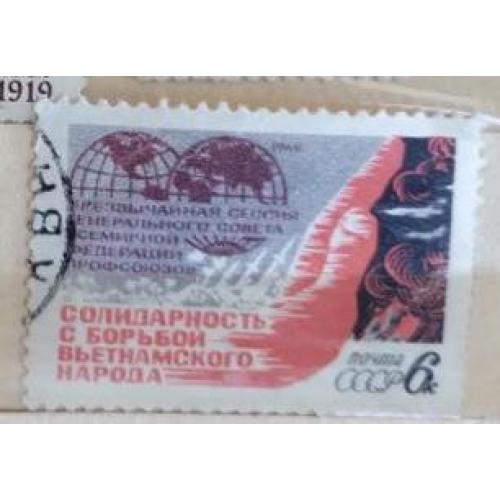 1919
1968
ЧРЕЗВЫЧАЙНАЯ СЕССИЯ
ГЕНЕРАЛЬНОГО СОВЕТА
ВСЕМИРНОЙ
ФЕДЕРАЦИИ
ПРОФСОЮЗОВ
СОЛИДАРНОСТЬ
С БОРЬБОЙ
ВЬЕТНАМСКОГО
НАРОДА
почта
СССР 6к